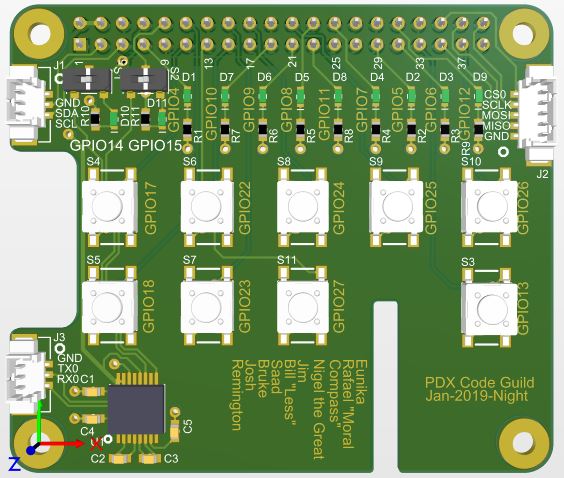 1 9 13 17 21 25 29 33 37
J1
S1
S2
D1 D7 D6 D5 D8 D4 D2 D3 D9
GPIO4 GPIO10 GPIO9 GPIO8 GPIO11 GPIO7 GPIO5 GPIO6 GPIO12
GND
SDA
SCL
D10
R11
D11
R1 R7 R6 R5 R8 R4 R2 R3 R9
CS0
SCLK
MOSI
MISO
GND
J2
GPIO14 GPIO15
S4 S6 S8 S9 S10
GPIO17 GPIO22 GPIO24 GPIO25 GPIO26
S5 S7 S11 S3
GPIO18 GPIO23 GPIO27 GPIO13
J3
GND
TX0
RX0
C1
C4
U1
C5
C2 C3
Eunika
Rafael "Moral
Compass"
Nigel the Great
Jim
Bill "Less"
Saad
Bruke
Josh
Remington
PDX Code Guild
Jan-2019-Night
X
Z